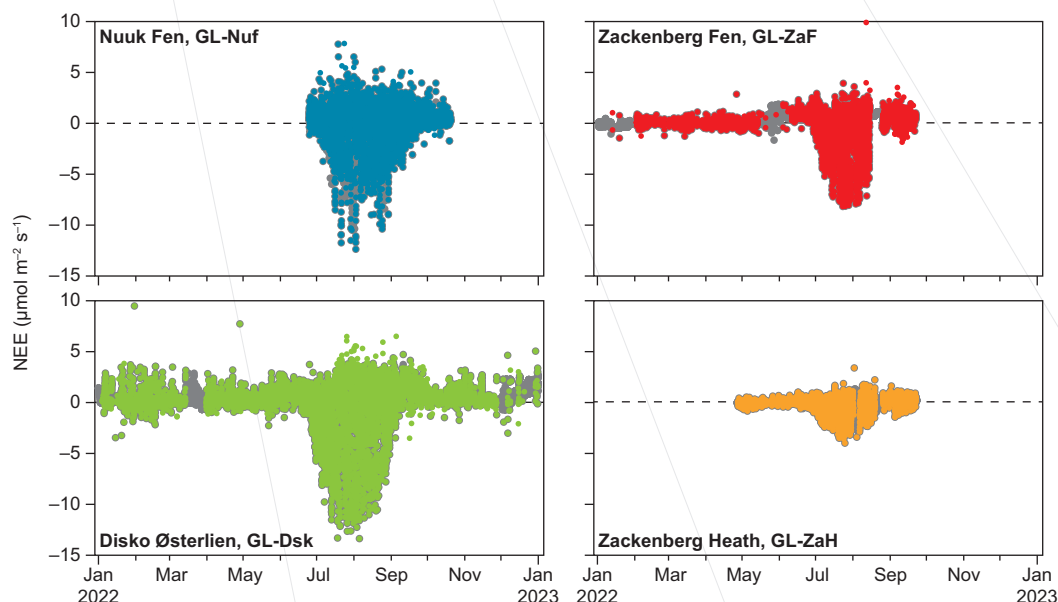 NEE (µmol m⁻² s⁻¹)
Nuuk Fen, GL-Nuf
10
5
0
–5
–10
–15
Zackenberg Fen, GL-ZaF
Disko Østerlien, GL-Dsk
10
5
0
–5
–10
–15
Zackenberg Heath, GL-ZaH
Jan Mar May Jul Sep Nov Jan
2022 2023
Jan Mar May Jul Sep Nov Jan
2022 2023